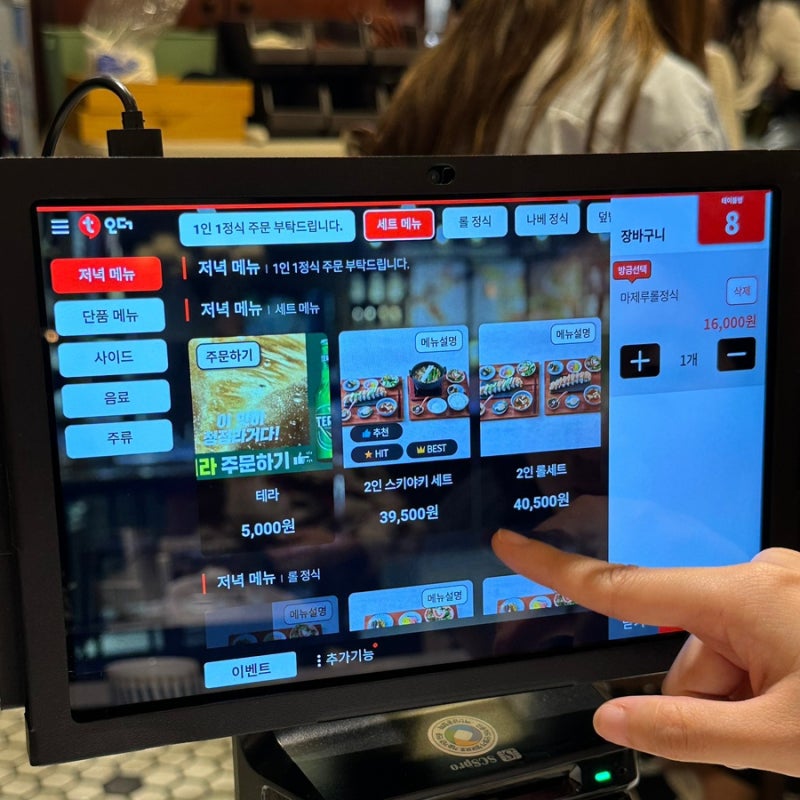 t오더
1인 1정식 주문 부탁드립니다.
세트 메뉴
롤 정식
나베 정식
덮
테이블명
8
장바구니
저녁 메뉴
단품 메뉴
사이드
음료
주류
저녁 메뉴 | 1인 1정식 주문 부탁드립니다.
저녁 메뉴 | 세트 메뉴
주문하기
라 주문하기
테라
5,000원
메뉴설명
추천
HIT
BEST
2인 스키야키 세트
39,500원
메뉴설명
2인 롤세트
40,500원
방금선택
마제루롤정식
삭제
16,000원
+ 1개 −
저녁 메뉴 | 롤 정식
메뉴설명
메뉴설명
이벤트
추가기능
SCSpro